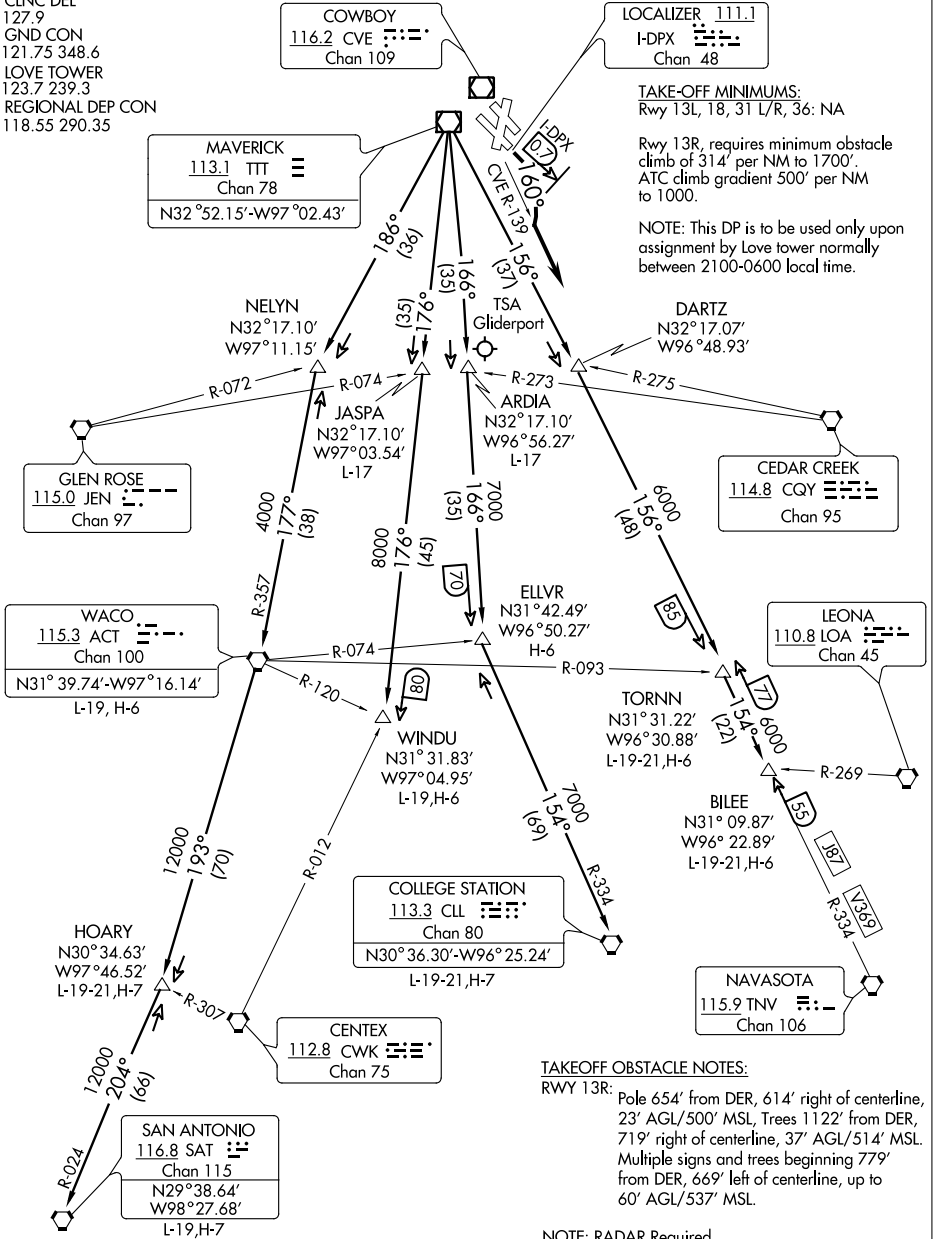 CLNC DEL
127.9
GND CON
121.75 348.6
LOVE TOWER
123.7 239.3
REGIONAL DEP CON
118.55 290.35
COWBOY
116.2 CVE
Chan 109
LOCALIZER 111.1
I-DPX
Chan 48
TAKE-OFF MINIMUMS:
Rwy 13L, 18, 31 L/R, 36: NA
Rwy 13R, requires minimum obstacle
climb of 314' per NM to 1700'.
ATC climb gradient 500' per NM
to 1000.
NOTE: This DP is to be used only upon
assignment by Love tower normally
between 2100-0600 local time.
MAVERICK
113.1 TTT
Chan 78
N32°52.15'-W97°02.43'
I-DPX
0.7
160°
CVE R-139
186°
(36)
(35)
176°
166°
(35)
156°
(37)
TSA
Gliderport
NELYN
N32°17.10'
W97°11.15'
DARTZ
N32°17.07'
W96°48.93'
R-072
R-074
R-273
R-275
JASPA
N32°17.10'
W97°03.54'
L-17
ARDIA
N32°17.10'
W96°56.27'
L-17
GLEN ROSE
115.0 JEN
Chan 97
CEDAR CREEK
114.8 CQY
Chan 95
4000
177°
(38)
R-357
8000
176°
(45)
7000
166°
(35)
70
6000
156°
(48)
85
WACO
115.3 ACT
Chan 100
N31°39.74'-W97°16.14'
L-19, H-6
R-074
R-093
R-120
ELLVR
N31°42.49'
W96°50.27'
H-6
LEONA
110.8 LOA
Chan 45
80
WINDU
N31°31.83'
W97°04.95'
L-19,H-6
TORNN
N31°31.22'
W96°30.88'
L-19-21,H-6
77
6000
154°
(22)
R-269
BILEE
N31°09.87'
W96°22.89'
L-19-21,H-6
55
J87
V369
R-334
12000
193°
(70)
R-012
7000
154°
(69)
R-334
COLLEGE STATION
113.3 CLL
Chan 80
N30°36.30'-W96°25.24'
L-19-21,H-7
HOARY
N30°34.63'
W97°46.52'
L-19-21,H-7
R-307
CENTEX
112.8 CWK
Chan 75
NAVASOTA
115.9 TNV
Chan 106
12000
204°
(66)
R-024
SAN ANTONIO
116.8 SAT
Chan 115
N29°38.64'
W98°27.68'
L-19,H-7
TAKEOFF OBSTACLE NOTES:
RWY 13R: Pole 654' from DER, 614' right of centerline,
23' AGL/500' MSL, Trees 1122' from DER,
719' right of centerline, 37' AGL/514' MSL.
Multiple signs and trees beginning 779'
from DER, 669' left of centerline, up to
60' AGL/537' MSL.
NOTE: RADAR Required